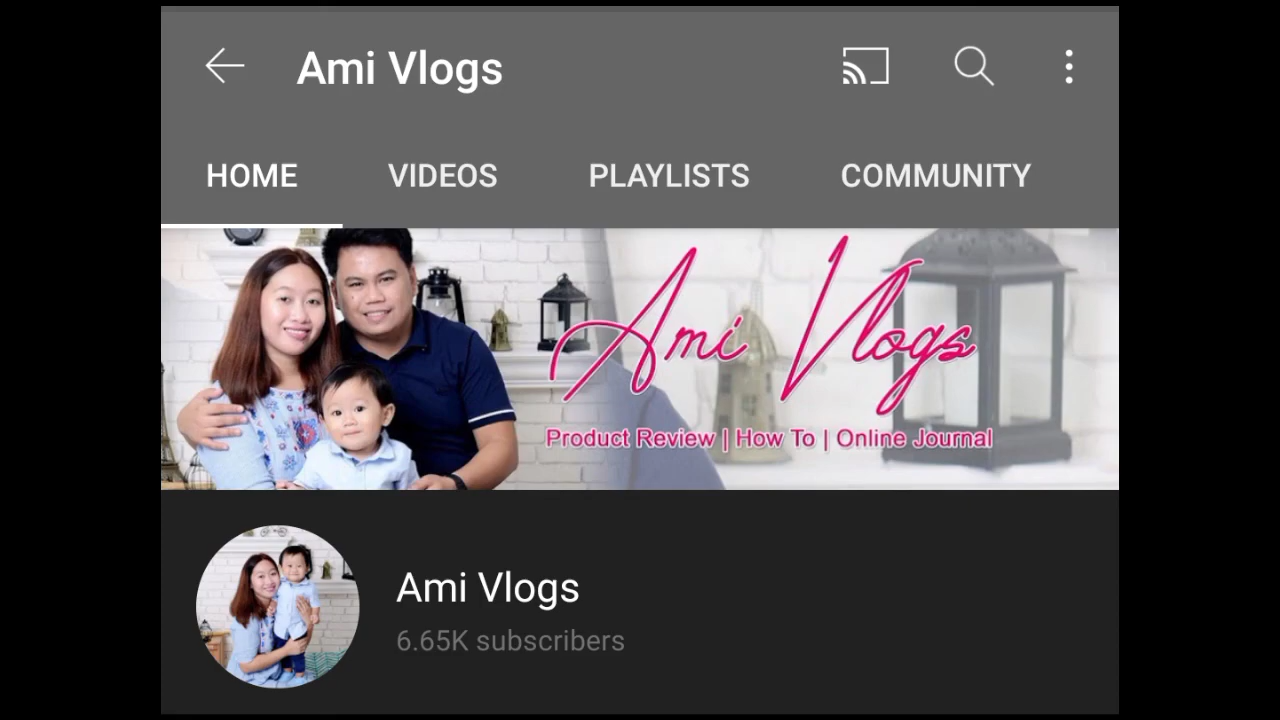 Ami Vlogs
HOME VIDEOS PLAYLISTS COMMUNITY
Ami Vlogs
Product Review | How To | Online Journal
Ami Vlogs
6.65K subscribers